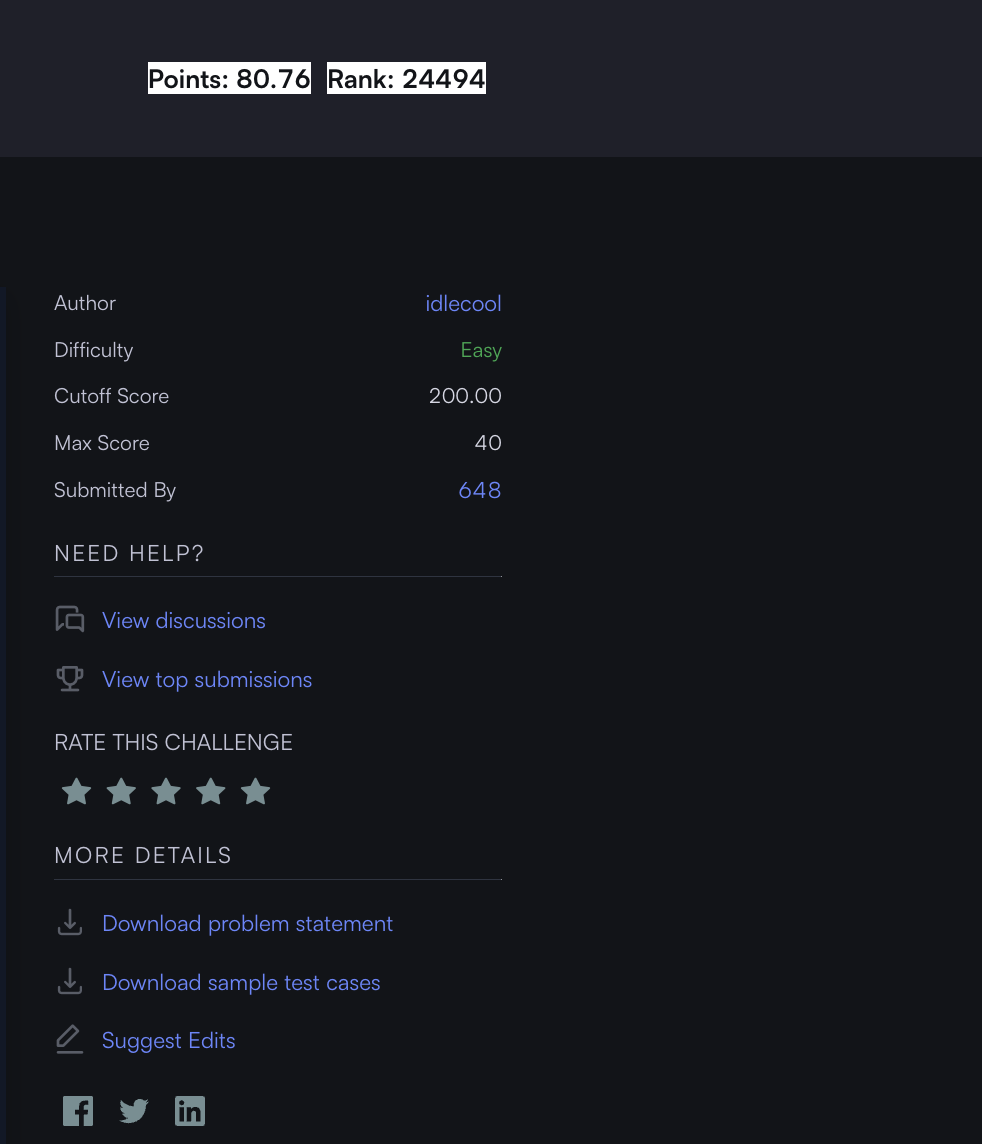 Points: 80.76 Rank: 24494
Author idlecool
Difficulty Easy
Cutoff Score 200.00
Max Score 40
Submitted By 648
NEED HELP?
View discussions
View top submissions
RATE THIS CHALLENGE
MORE DETAILS
Download problem statement
Download sample test cases
Suggest Edits